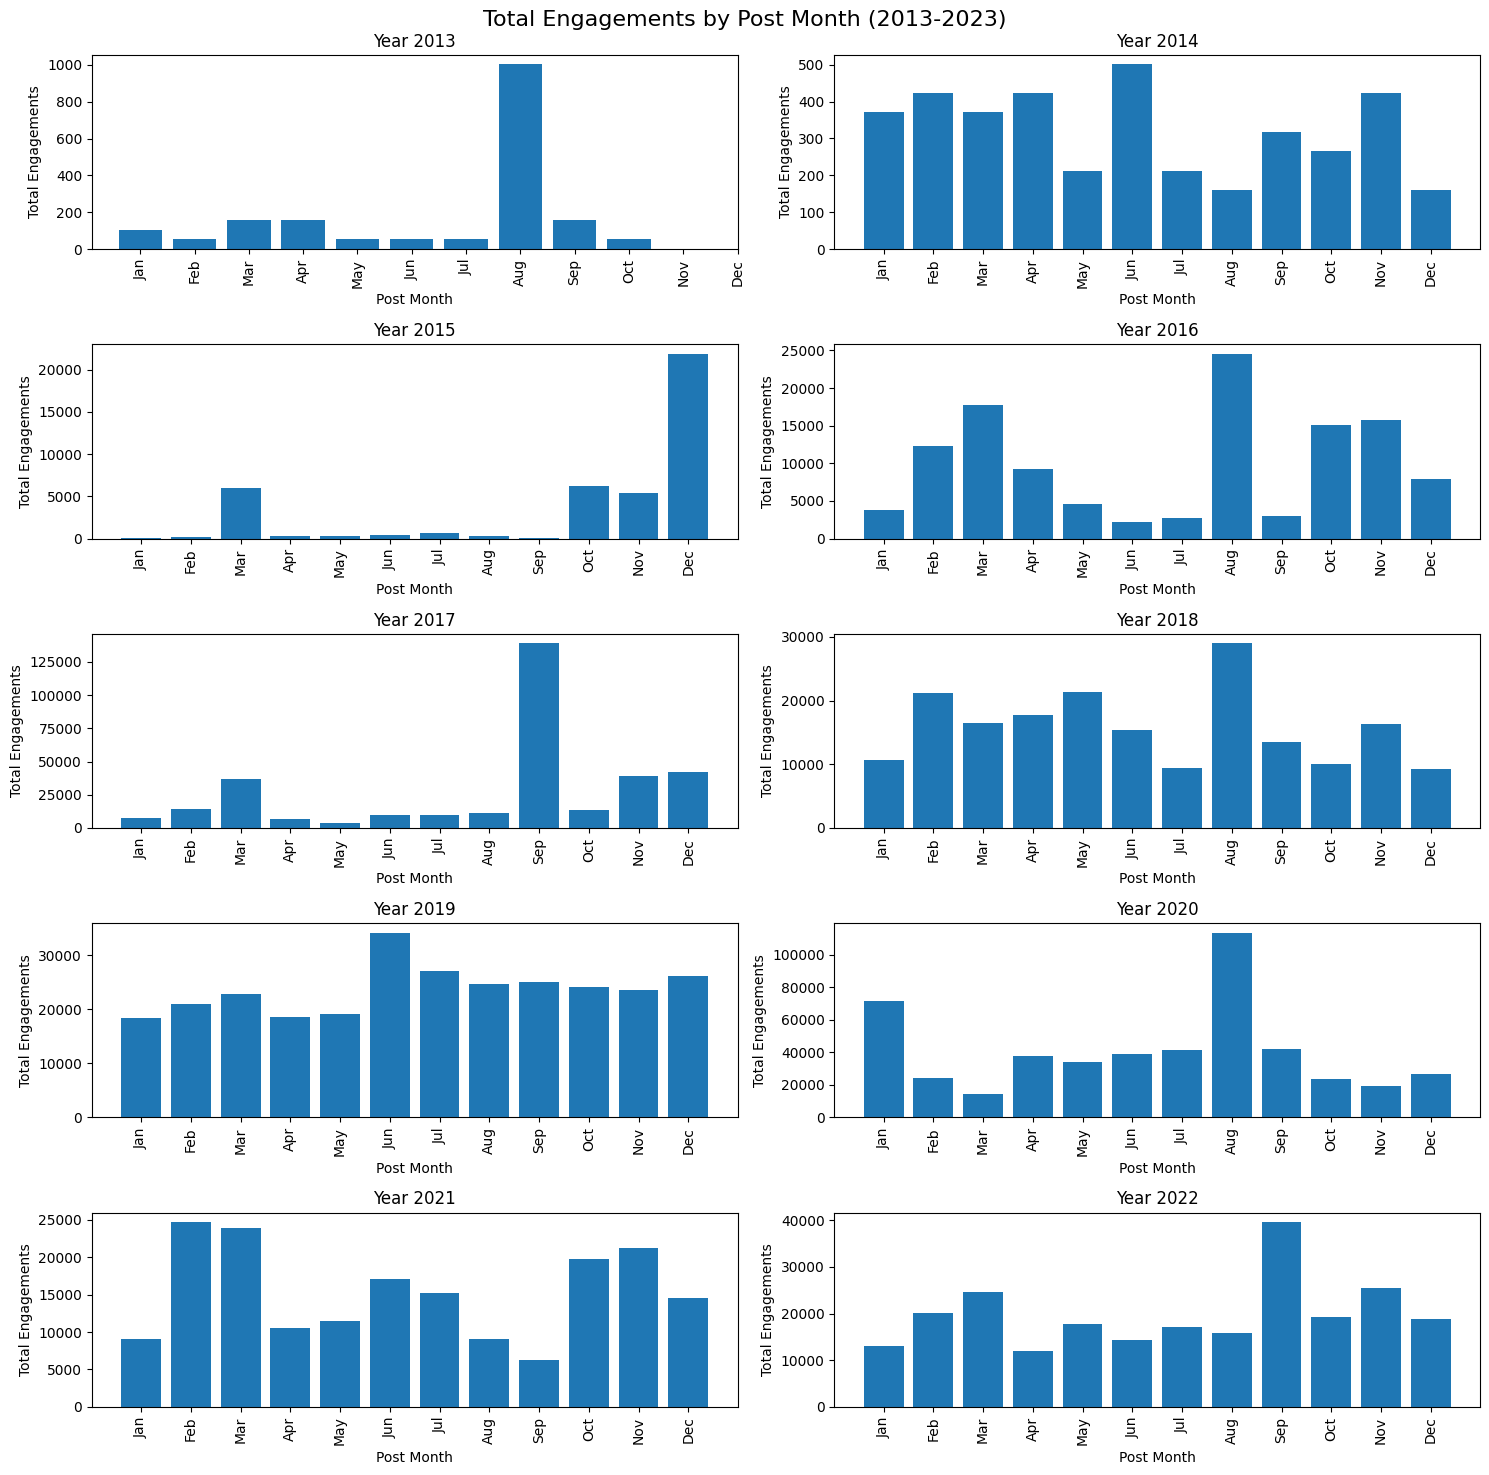 Total Engagements by Post Month (2013-2023)
Year 2013
Total Engagements
1000
800
600
400
200
0
Jan Feb Mar Apr May Jun Jul Aug Sep Oct Nov Dec
Post Month
Year 2014
Total Engagements
500
400
300
200
100
0
Jan Feb Mar Apr May Jun Jul Aug Sep Oct Nov Dec
Post Month
Year 2015
Total Engagements
20000
15000
10000
5000
0
Jan Feb Mar Apr May Jun Jul Aug Sep Oct Nov Dec
Post Month
Year 2016
Total Engagements
25000
20000
15000
10000
5000
0
Jan Feb Mar Apr May Jun Jul Aug Sep Oct Nov Dec
Post Month
Year 2017
Total Engagements
125000
100000
75000
50000
25000
0
Jan Feb Mar Apr May Jun Jul Aug Sep Oct Nov Dec
Post Month
Year 2018
Total Engagements
30000
20000
10000
0
Jan Feb Mar Apr May Jun Jul Aug Sep Oct Nov Dec
Post Month
Year 2019
Total Engagements
30000
20000
10000
0
Jan Feb Mar Apr May Jun Jul Aug Sep Oct Nov Dec
Post Month
Year 2020
Total Engagements
100000
80000
60000
40000
20000
0
Jan Feb Mar Apr May Jun Jul Aug Sep Oct Nov Dec
Post Month
Year 2021
Total Engagements
25000
20000
15000
10000
5000
0
Jan Feb Mar Apr May Jun Jul Aug Sep Oct Nov Dec
Post Month
Year 2022
Total Engagements
40000
30000
20000
10000
0
Jan Feb Mar Apr May Jun Jul Aug Sep Oct Nov Dec
Post Month